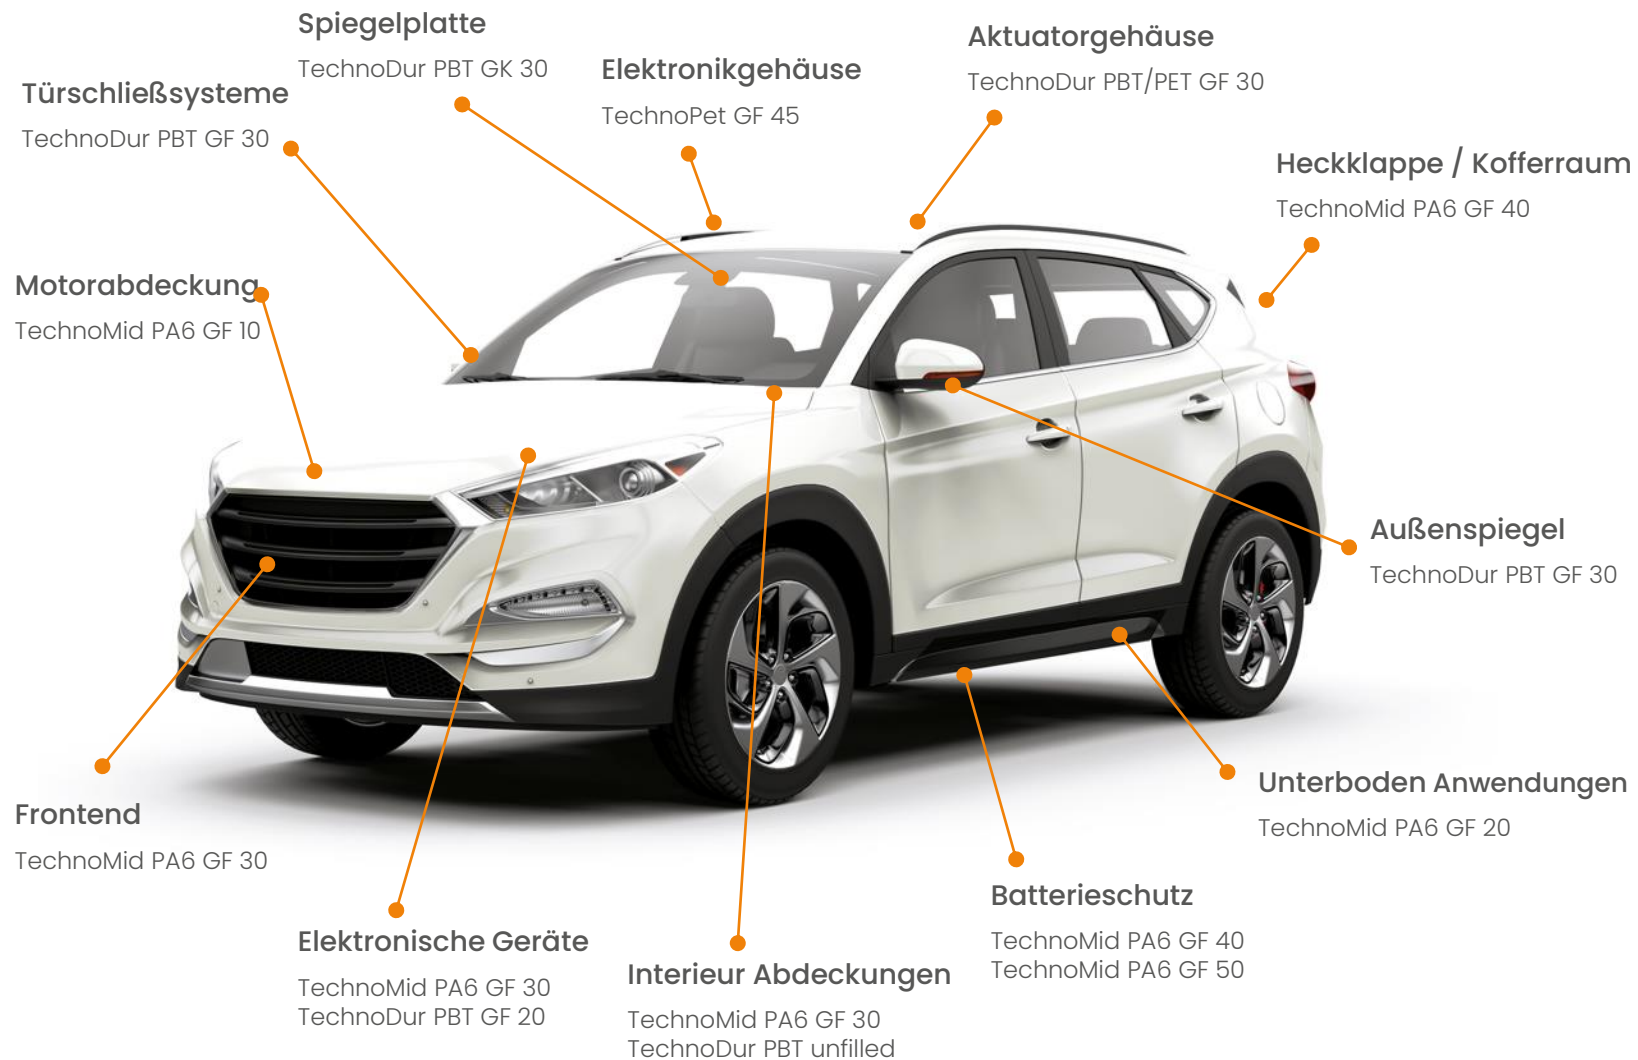 Spiegelplatte
TechnoDur PBT GK 30
Aktuatorgehäuse
TechnoDur PBT/PET GF 30
Elektronikgehäuse
TechnoPet GF 45
Türschließsysteme
TechnoDur PBT GF 30
Heckklappe / Kofferraum
TechnoMid PA6 GF 40
Motorabdeckung
TechnoMid PA6 GF 10
Außenspiegel
TechnoDur PBT GF 30
Unterboden Anwendungen
TechnoMid PA6 GF 20
Frontend
TechnoMid PA6 GF 30
Batterieschutz
TechnoMid PA6 GF 40
TechnoMid PA6 GF 50
Elektronische Geräte
TechnoMid PA6 GF 30
TechnoDur PBT GF 20
Interieur Abdeckungen
TechnoMid PA6 GF 30
TechnoDur PBT unfilled